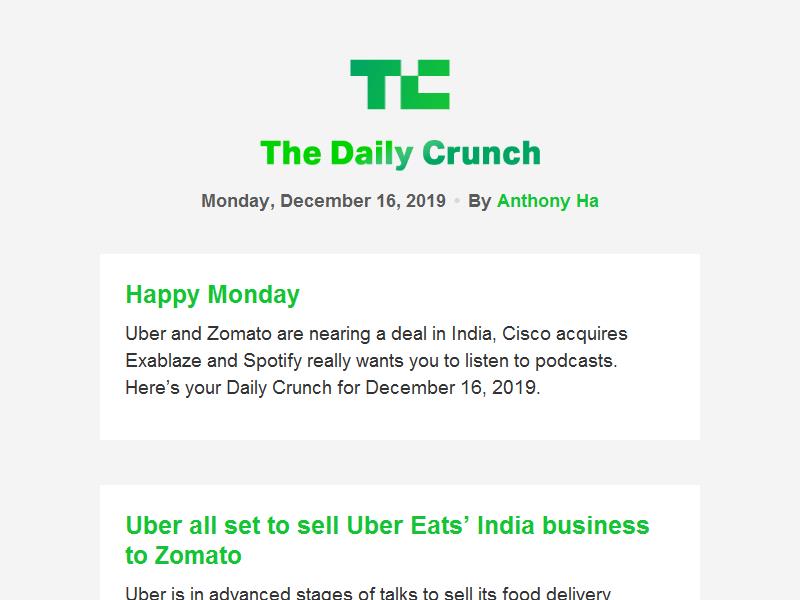 TC
The Daily Crunch
Monday, December 16, 2019 • By Anthony Ha
Happy Monday
Uber and Zomato are nearing a deal in India, Cisco acquires
Exablaze and Spotify really wants you to listen to podcasts.
Here’s your Daily Crunch for December 16, 2019.
Uber all set to sell Uber Eats’ India business
to Zomato
Uber is in advanced stages of talks to sell its food delivery